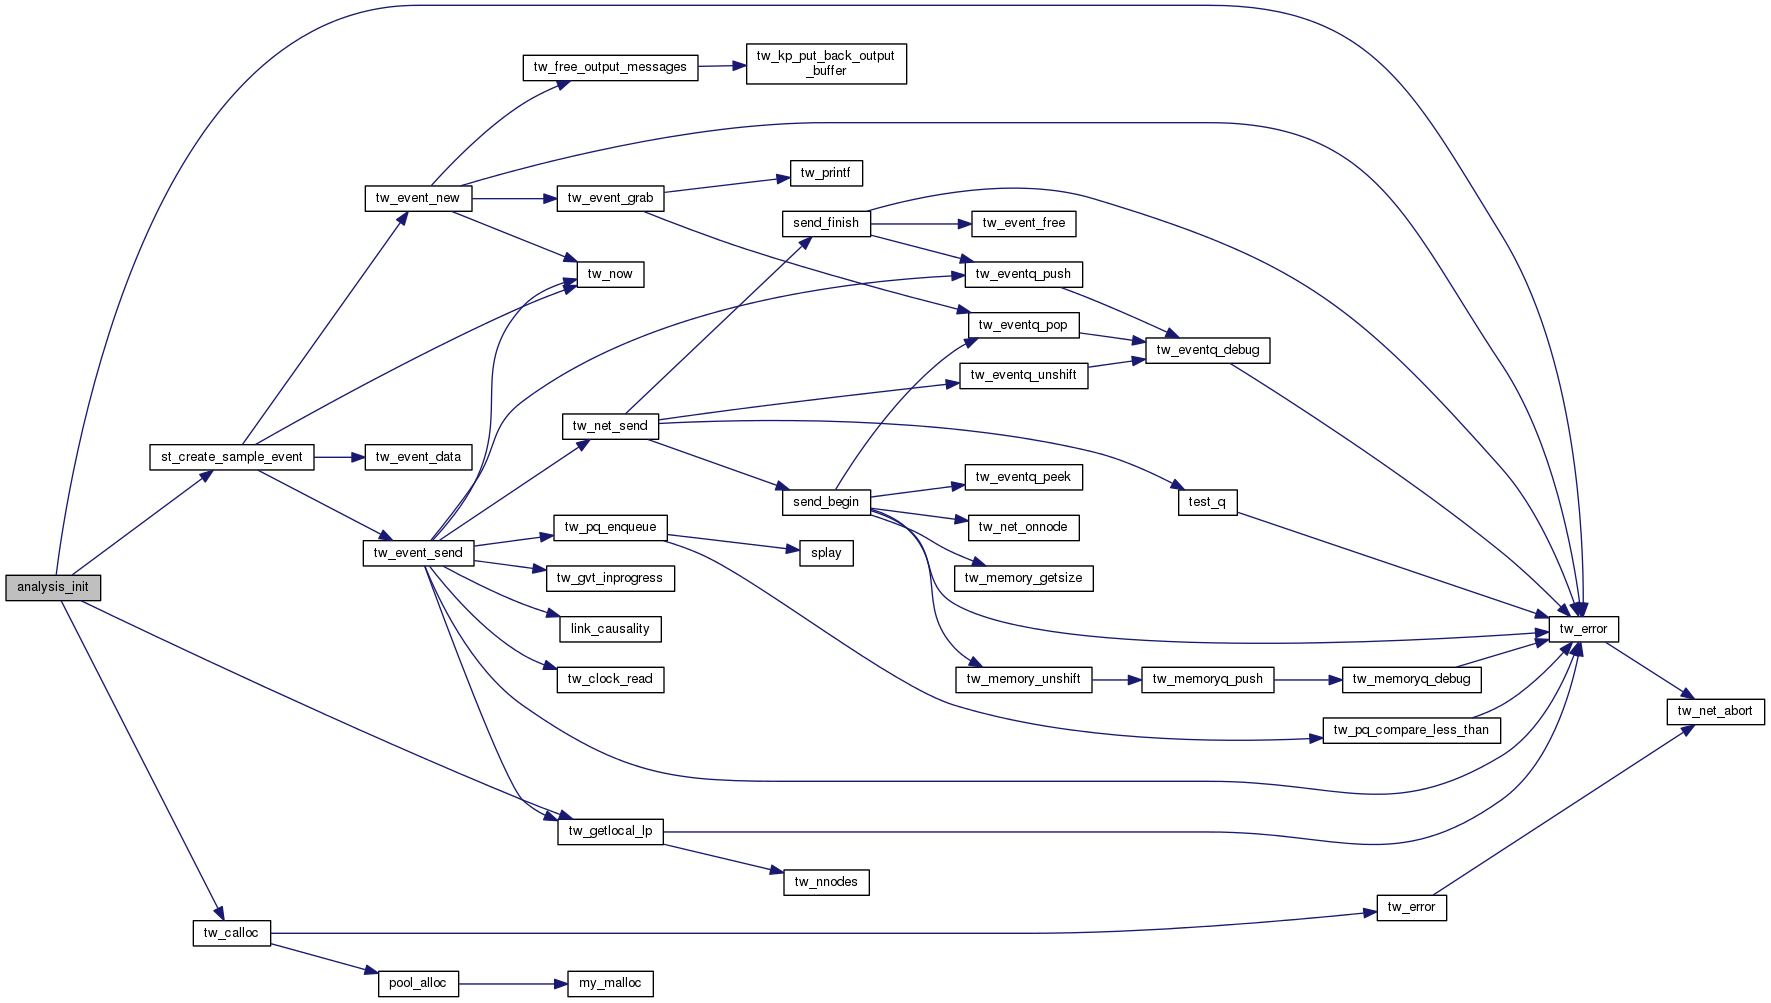 tw_kp_put_back_output
_buffer
tw_free_output_messages
tw_printf
tw_event_new
tw_event_grab
send_finish
tw_event_free
tw_now
tw_eventq_push
tw_eventq_pop
tw_eventq_debug
tw_eventq_unshift
tw_net_send
st_create_sample_event
tw_event_data
tw_eventq_peek
send_begin
test_q
tw_pq_enqueue
tw_net_onnode
tw_event_send
splay
analysis_init
tw_gvt_inprogress
tw_memory_getsize
link_causality
tw_error
tw_clock_read
tw_memory_unshift
tw_memoryq_push
tw_memoryq_debug
tw_net_abort
tw_pq_compare_less_than
tw_getlocal_lp
tw_nnodes
tw_error
tw_calloc
pool_alloc
my_malloc